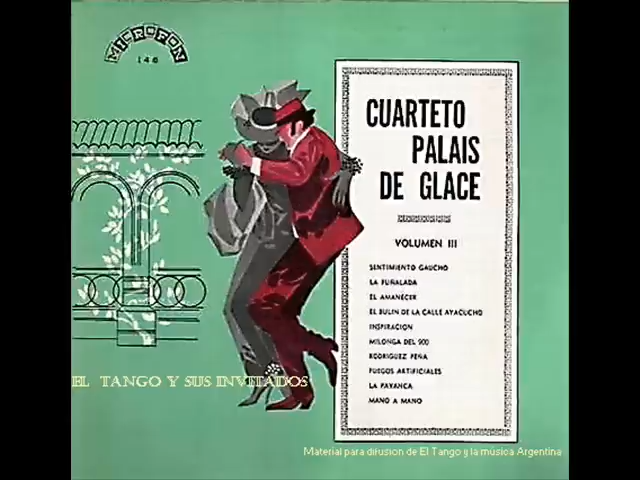 MICROFON
146
CUARTETO
PALAIS
DE GLACE
VOLUMEN III
SENTIMIENTO GAUCHO
LA PUÑALADA
EL AMANECER
EL BULIN DE LA CALLE AYACUCHO
INSPIRACION
MILONGA DEL 900
RODRIGUEZ PEÑA
FUEGOS ARTIFICIALES
LA PAYANCA
MANO A MANO
EL TANGO Y SUS INVITADOS
Material para difusion de El Tango y la música Argentina